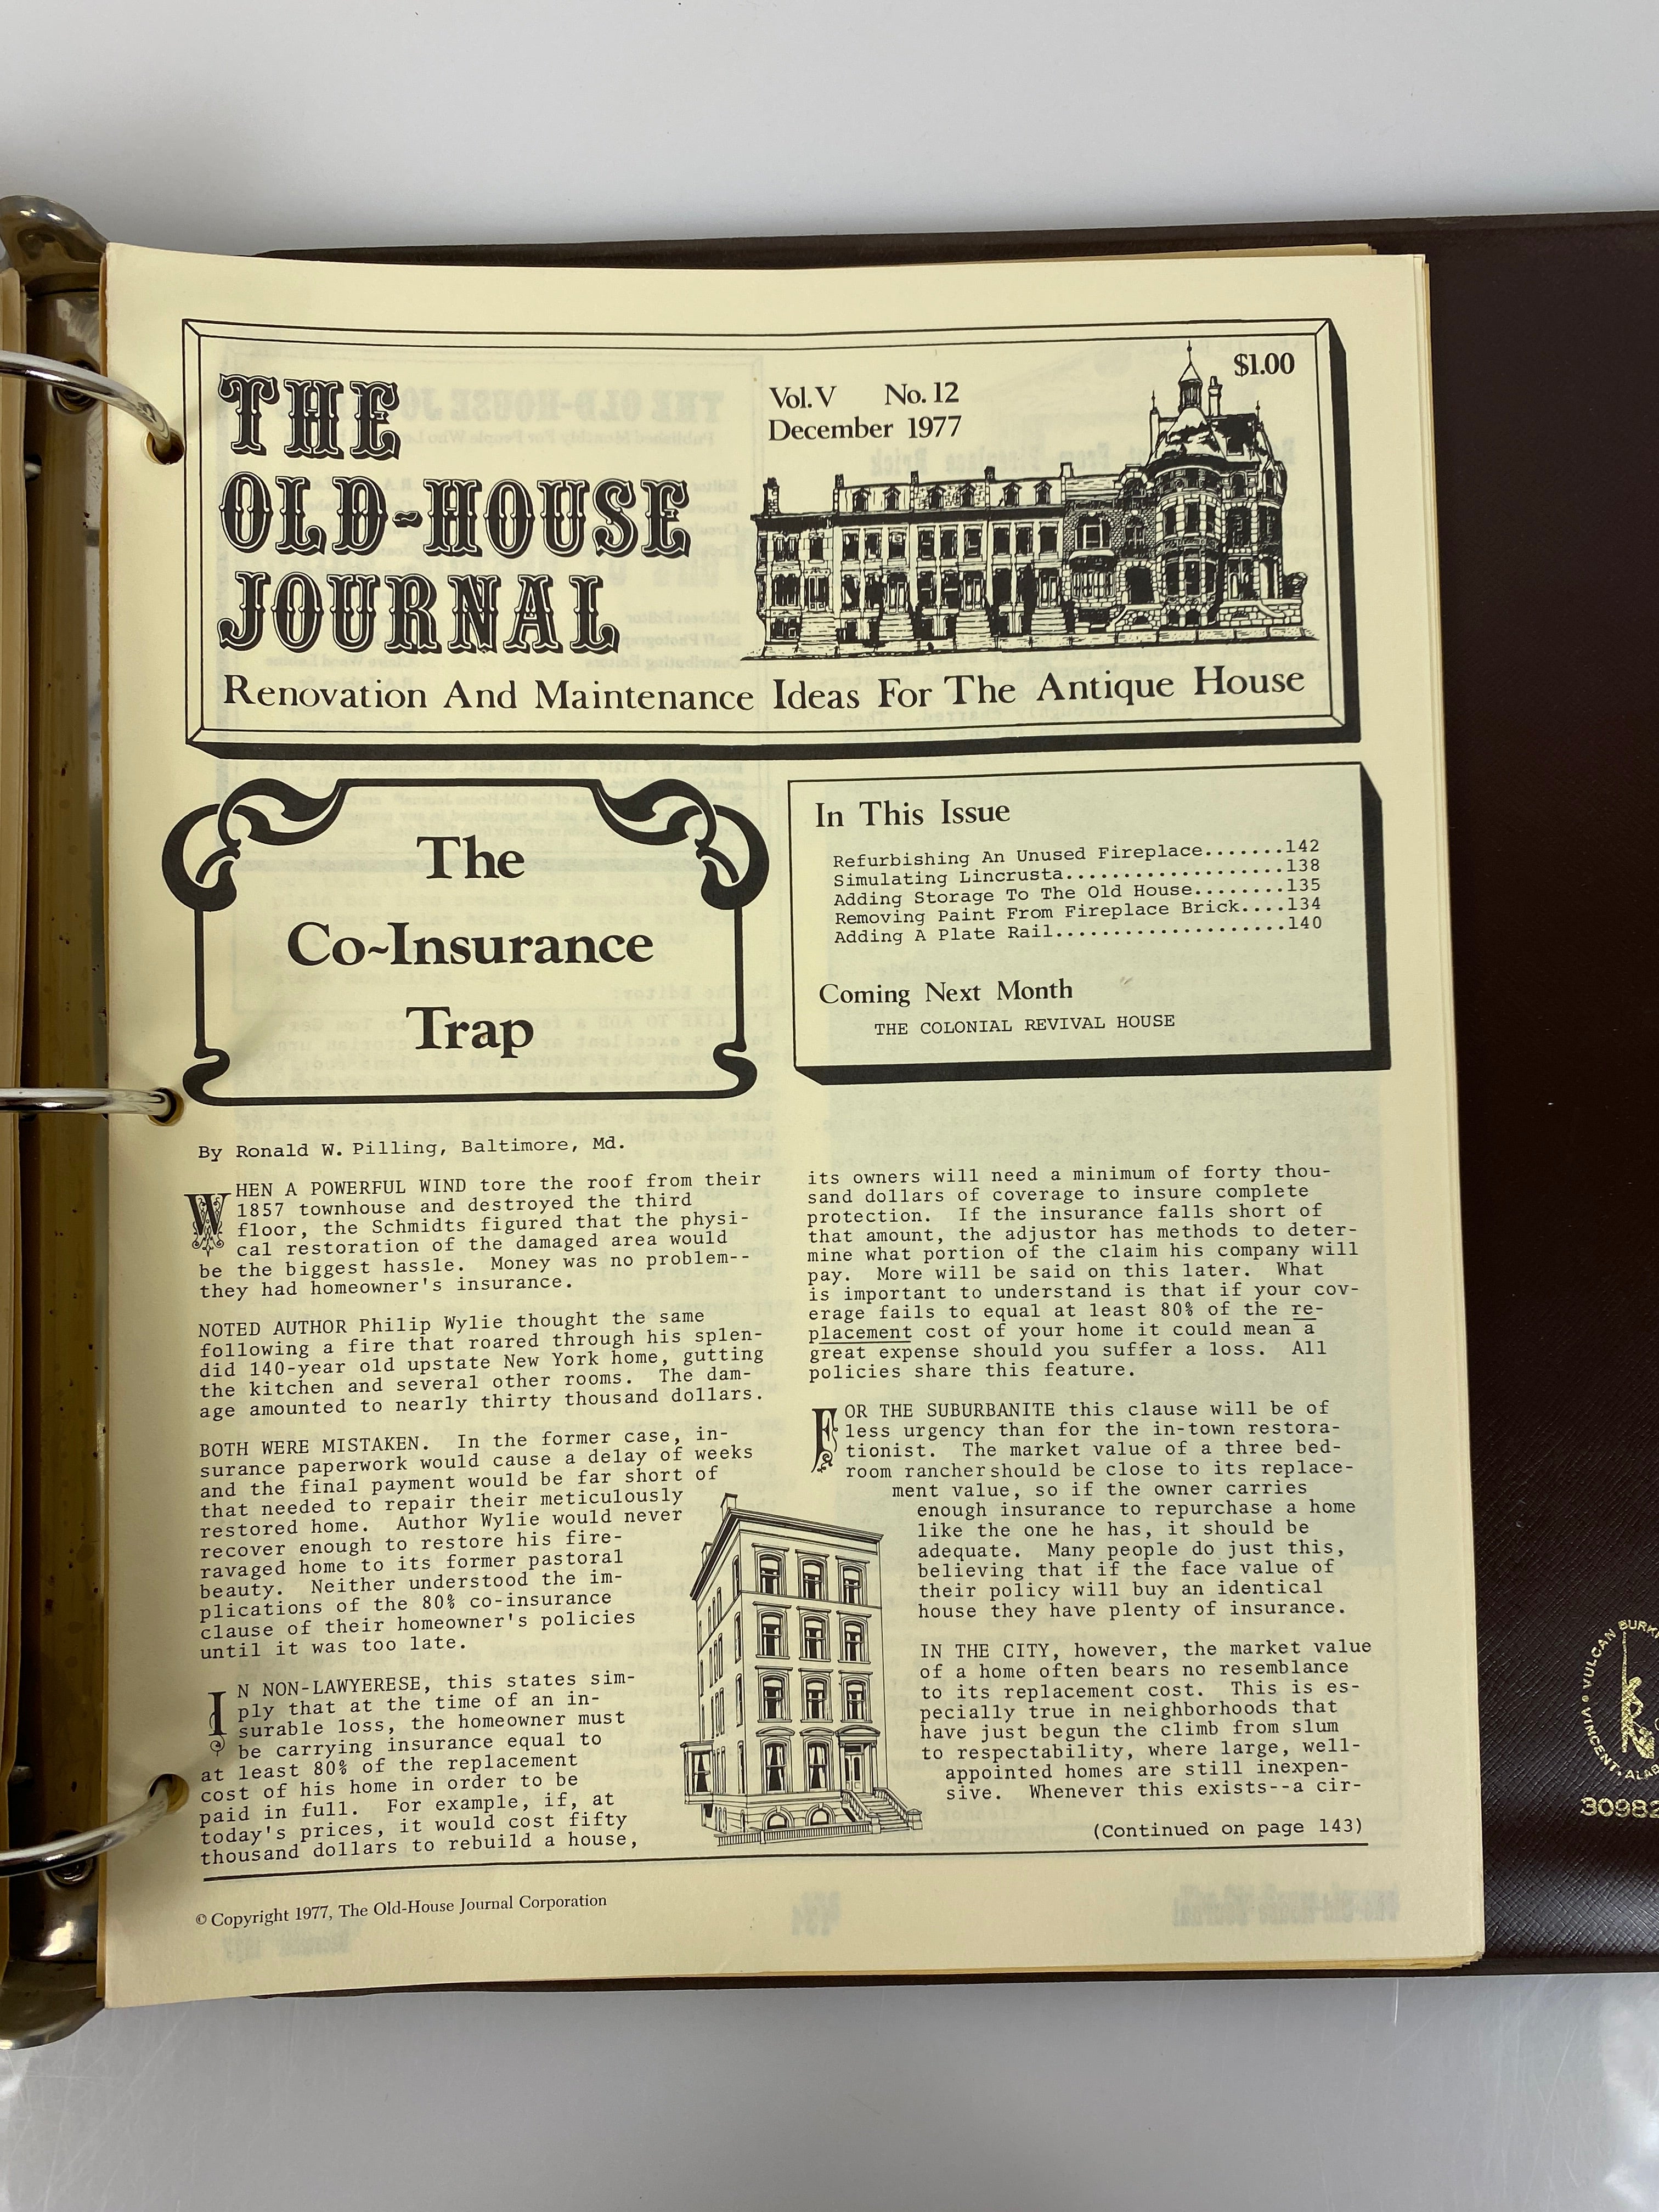 THE
OLD-HOUSE
JOURNAL
Vol. V No. 12
December 1977
$1.00
Renovation And Maintenance Ideas For The Antique House
The
Co-Insurance
Trap
In This Issue
Refurbishing An Unused Fireplace.......142
Simulating Lincrusta...................138
Adding Storage To The Old House........135
Removing Paint From Fireplace Brick....134
Adding A Plate Rail....................140
Coming Next Month
THE COLONIAL REVIVAL HOUSE
By Ronald W. Pilling, Baltimore, Md.
WHEN A POWERFUL WIND tore the roof from their
1857 townhouse and destroyed the third
floor, the Schmidts figured that the physi-
cal restoration of the damaged area would
be the biggest hassle. Money was no problem--
they had homeowner's insurance.
NOTED AUTHOR Philip Wylie thought the same
following a fire that roared through his splen-
did 140-year old upstate New York home, gutting
the kitchen and several other rooms. The dam-
age amounted to nearly thirty thousand dollars.
BOTH WERE MISTAKEN. In the former case, in-
surance paperwork would cause a delay of weeks
and the final payment would be far short of
that needed to repair their meticulously
restored home. Author Wylie would never
recover enough to restore his fire-
ravaged home to its former pastoral
beauty. Neither understood the im-
plications of the 80% co-insurance
clause of their homeowner's policies
until it was too late.
IN NON-LAWYERESE, this states sim-
ply that at the time of an in-
surable loss, the homeowner must
be carrying insurance equal to
at least 80% of the replacement
cost of his home in order to be
paid in full. For example, if, at
today's prices, it would cost fifty
thousand dollars to rebuild a house,
its owners will need a minimum of forty thou-
sand dollars of coverage to insure complete
protection. If the insurance falls short of
that amount, the adjustor has methods to deter-
mine what portion of the claim his company will
pay. More will be said on this later. What
is important to understand is that if your cov-
erage fails to equal at least 80% of the re-
placement cost of your home it could mean a
great expense should you suffer a loss. All
policies share this feature.
FOR THE SUBURBANITE this clause will be of
less urgency than for the in-town restora-
tionist. The market value of a three bed-
room rancher should be close to its replace-
ment value, so if the owner carries
enough insurance to repurchase a home
like the one he has, it should be
adequate. Many people do just this,
believing that if the face value of
their policy will buy an identical
house they have plenty of insurance.
IN THE CITY, however, the market value
of a home often bears no resemblance
to its replacement cost. This is es-
pecially true in neighborhoods that
have just begun the climb from slum
to respectability, where large, well-
appointed homes are still inexpen-
sive. Whenever this exists--a cir-
(Continued on page 143)
© Copyright 1977, The Old-House Journal Corporation
VULCAN
VINCENT,
30982